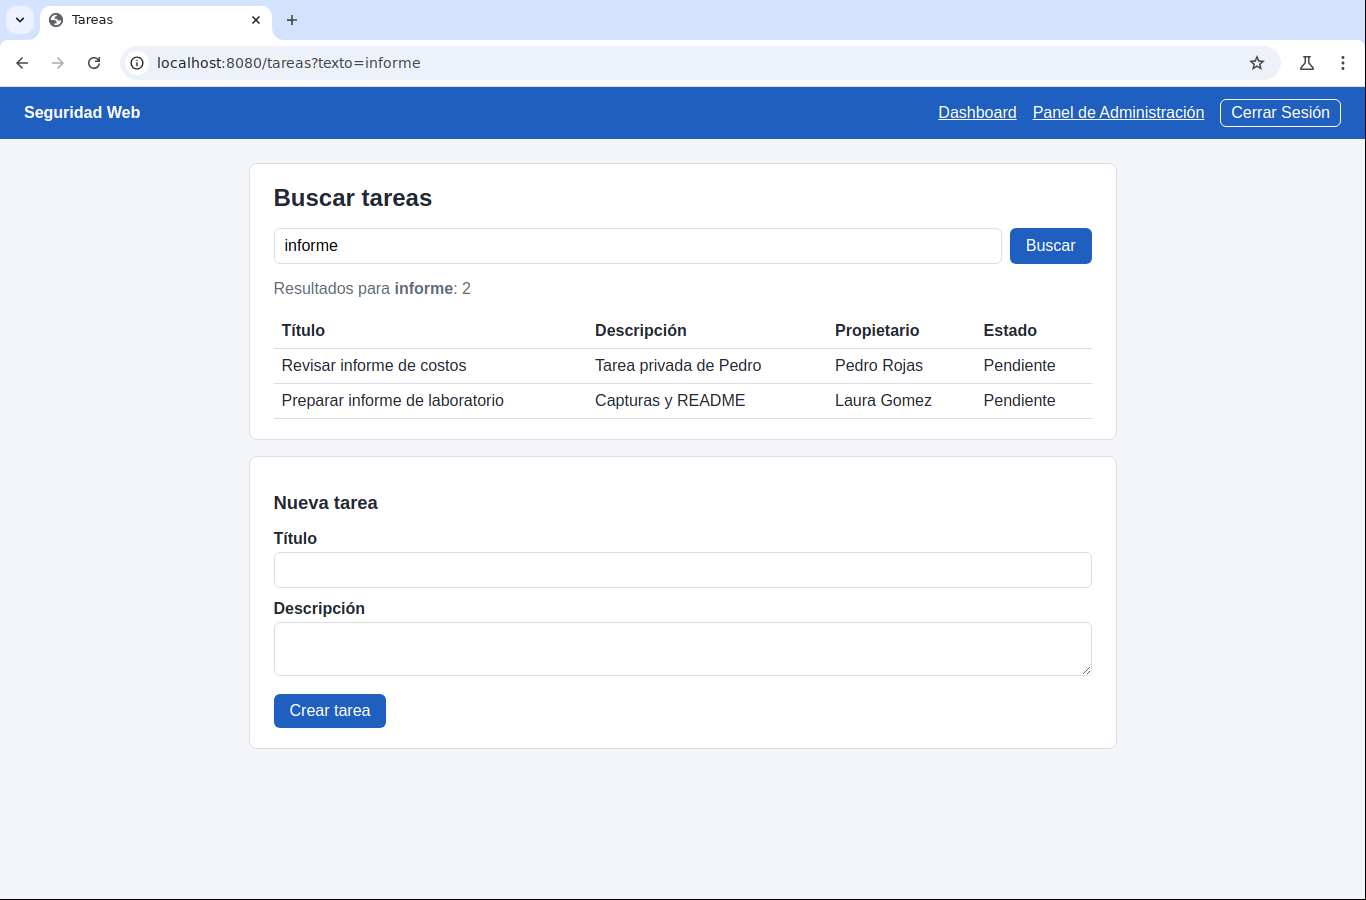 Tareas
localhost:8080/tareas?texto=informe
Seguridad Web
Dashboard Panel de Administración Cerrar Sesión
Buscar tareas
informe Buscar
Resultados para informe: 2
Título Descripción Propietario Estado
Revisar informe de costos Tarea privada de Pedro Pedro Rojas Pendiente
Preparar informe de laboratorio Capturas y README Laura Gomez Pendiente
Nueva tarea
Título
Descripción
Crear tarea